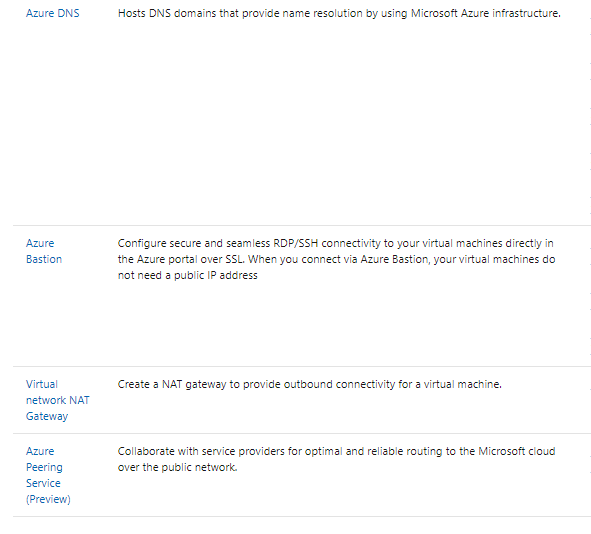 Azure DNS
Hosts DNS domains that provide name resolution by using Microsoft Azure infrastructure.
Azure
Bastion
Configure secure and seamless RDP/SSH connectivity to your virtual machines directly in
the Azure portal over SSL. When you connect via Azure Bastion, your virtual machines do
not need a public IP address
Virtual
network NAT
Gateway
Create a NAT gateway to provide outbound connectivity for a virtual machine.
Azure
Peering
Service
(Preview)
Collaborate with service providers for optimal and reliable routing to the Microsoft cloud
over the public network.